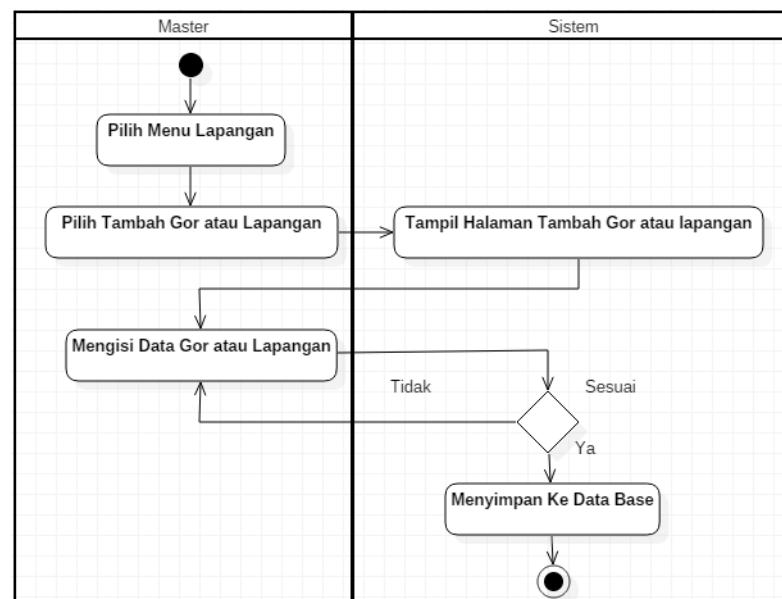 Master
Sistem
Pilih Menu Lapangan
Pilih Tambah Gor atau Lapangan
Tampil Halaman Tambah Gor atau lapangan
Mengisi Data Gor atau Lapangan
Tidak
Sesuai
Ya
Menyimpan Ke Data Base